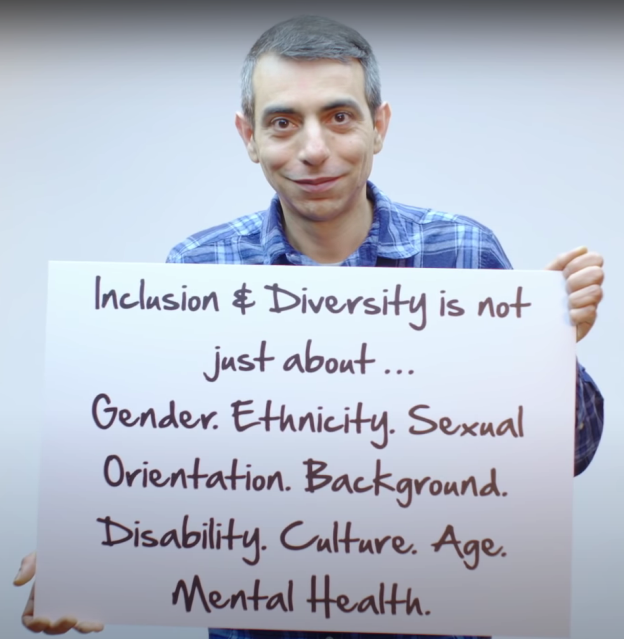 Inclusion & Diversity is not
just about ...
Gender. Ethnicity. Sexual
Orientation. Background.
Disability. Culture. Age.
Mental Health.